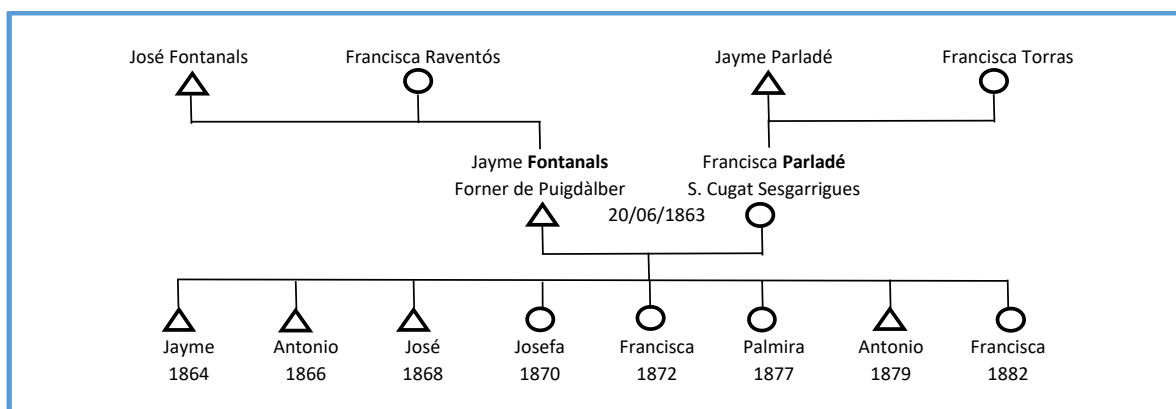 José Fontanals Francisca Raventós Jayme Parladé Francisca Torras
Jayme Fontanals Francisca Parladé
Forner de Puigdàlber S. Cugat Sesgarrigues
20/06/1863
Jayme Antonio José Josefa Francisca Palmira Antonio Francisca
1864 1866 1868 1870 1872 1877 1879 1882